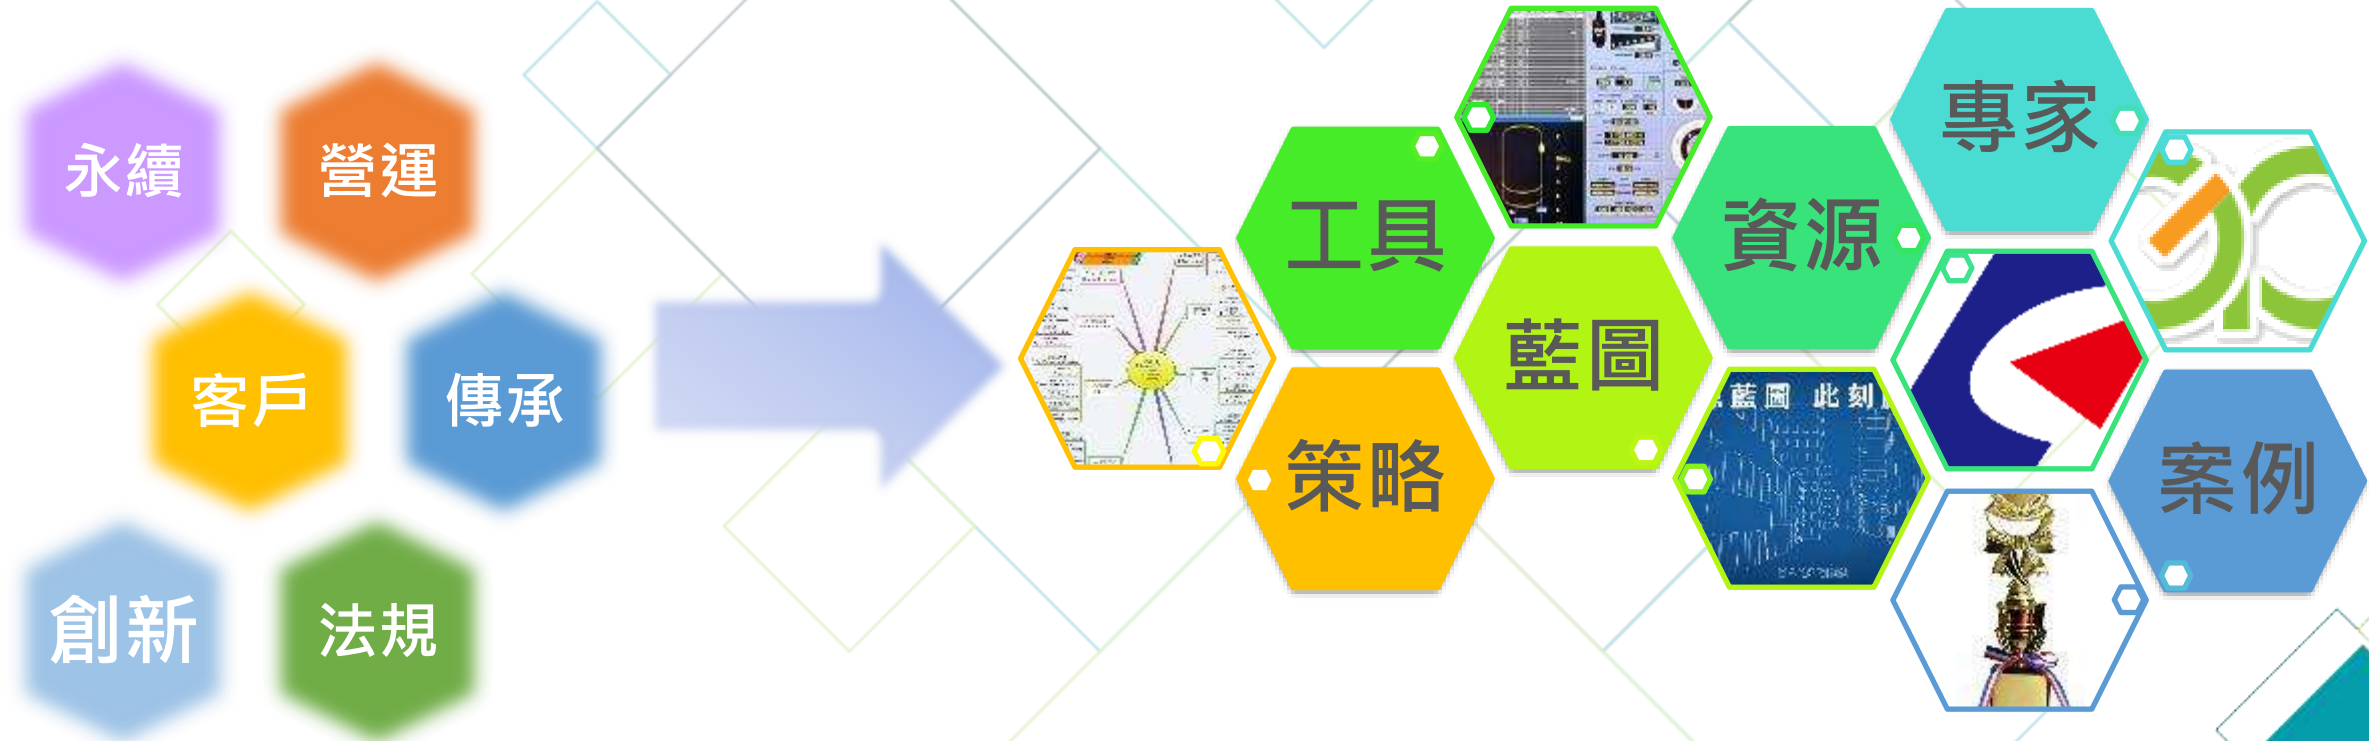 永續
營運
客戶
傳承
創新
法規
工具
策略
藍圖
資源
專家
案例
藍圖 此刻